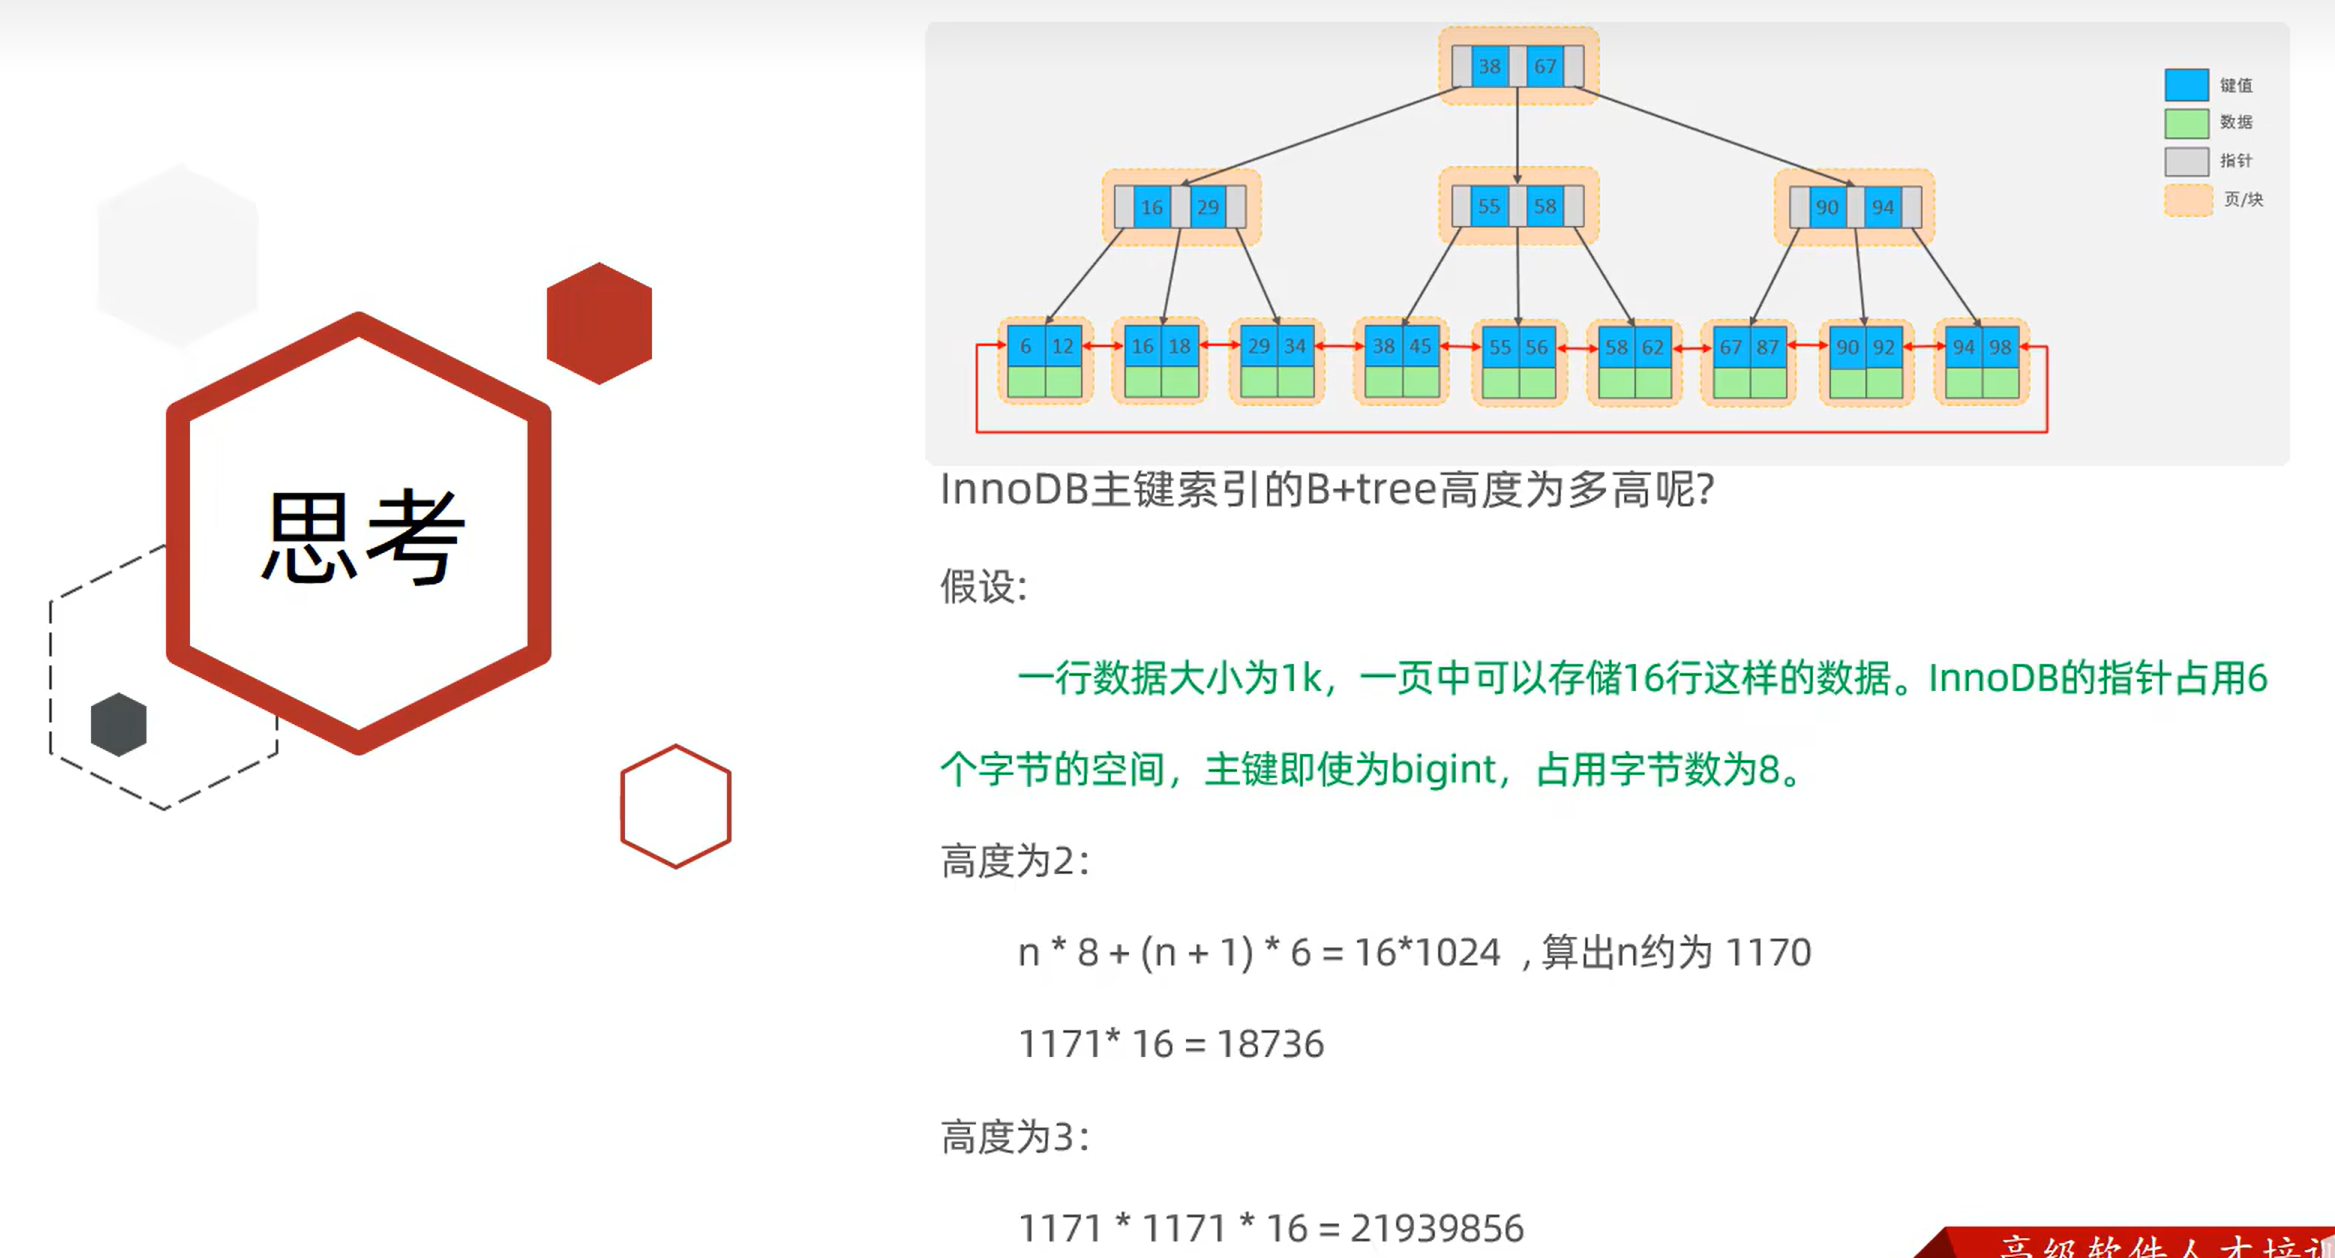 38 67
键值
数据
指针
页/块
16 29
55 58
90 94
6 12 16 18 29 34 38 45 55 56 58 62 67 87 90 92 94 98
思考
InnoDB主键索引的B+tree高度为多高呢?
假设:
一行数据大小为1k，一页中可以存储16行这样的数据。InnoDB的指针占用6
个字节的空间，主键即使为bigint，占用字节数为8。
高度为2：
n * 8 + (n + 1) * 6 = 16*1024 , 算出n约为 1170
1171* 16 = 18736
高度为3：
1171 * 1171 * 16 = 21939856
高级软件人才培训